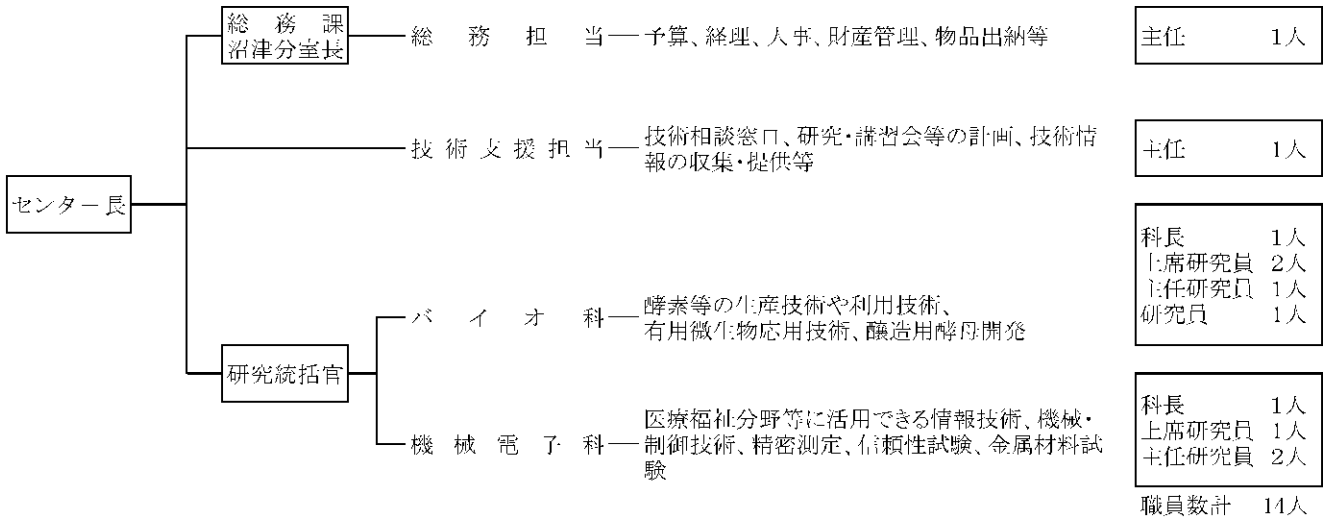 総務課
沼津分室長
総務担当
予算、経理、人事、財産管理、物品出納等
主任 1人
技術支援担当
技術相談窓口、研究・講習会等の計画、技術情
報の収集・提供等
主任 1人
センター長
科長 1人
上席研究員 2人
主任研究員 1人
研究員 1人
バイオ科
酵素等の生産技術や利用技術、
有用微生物応用技術、醸造用酵母開発
研究統括官
機械電子科
医療福祉分野等に活用できる情報技術、機械・
制御技術、精密測定、信頼性試験、金属材料試
験
科長 1人
上席研究員 1人
主任研究員 2人
職員数計 14人